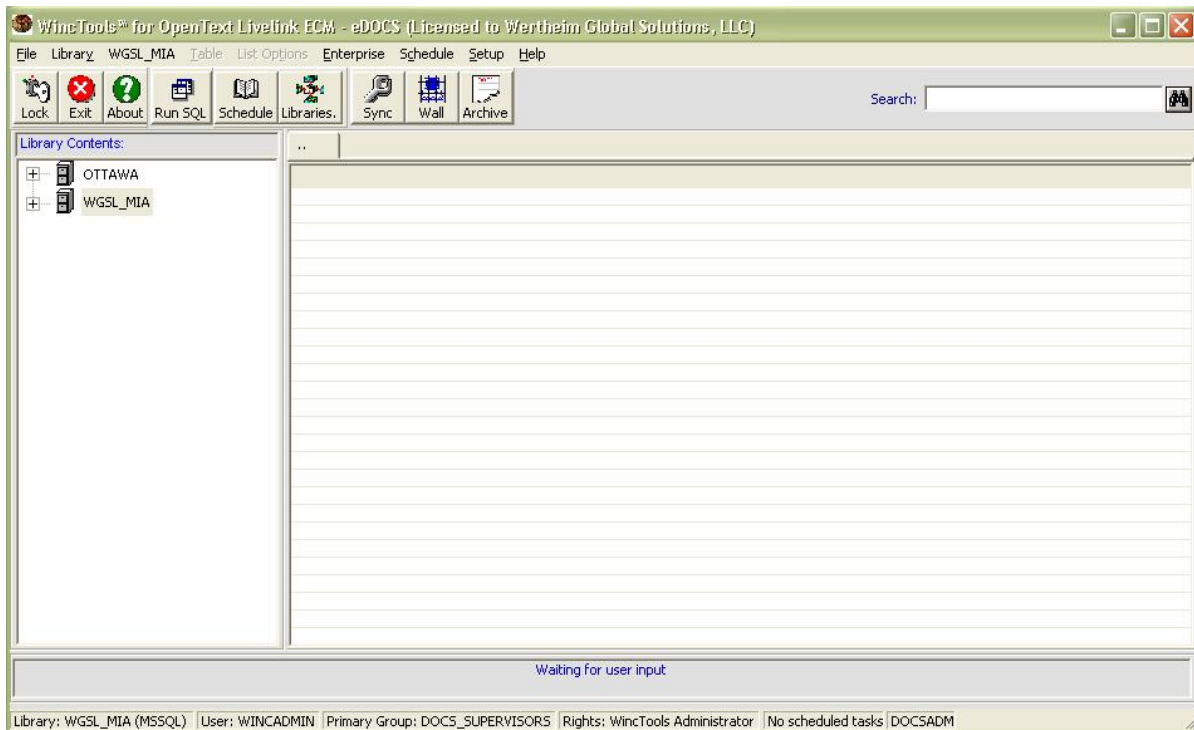 WincTools℠ for OpenText Livelink ECM - eDOCS (Licensed to Wertheim Global Solutions, LLC)
File Library WGSL_MIA Table List Options Enterprise Schedule Setup Help
Lock Exit About Run SQL Schedule Libraries. Sync Wall Archive Search:
Library Contents: ..
OTTAWA
WGSL_MIA
Waiting for user input
Library: WGSL_MIA (MSSQL) User: WINCADMIN Primary Group: DOCS_SUPERVISORS Rights: WincTools Administrator No scheduled tasks DOCSADM